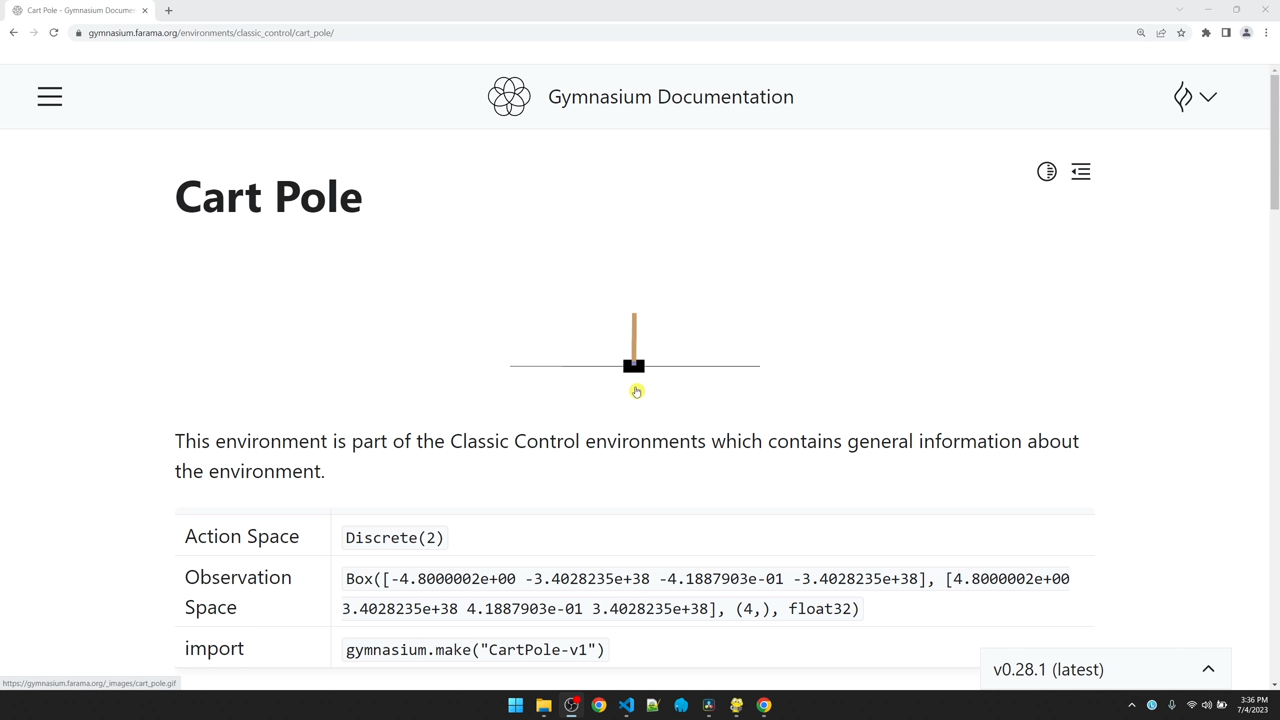 Cart Pole - Gymnasium Documen
gymnasium.farama.org/environments/classic_control/cart_pole/
Gymnasium Documentation
Cart Pole
This environment is part of the Classic Control environments which contains general information about
the environment.
Action Space
Discrete(2)
Observation
Space
Box([-4.8000002e+00 -3.4028235e+38 -4.1887903e-01 -3.4028235e+38], [4.8000002e+00
3.4028235e+38 4.1887903e-01 3.4028235e+38], (4,), float32)
import
gymnasium.make("CartPole-v1")
v0.28.1 (latest)
https://gymnasium.farama.org/_images/cart_pole.gif
3:36 PM
7/4/2023